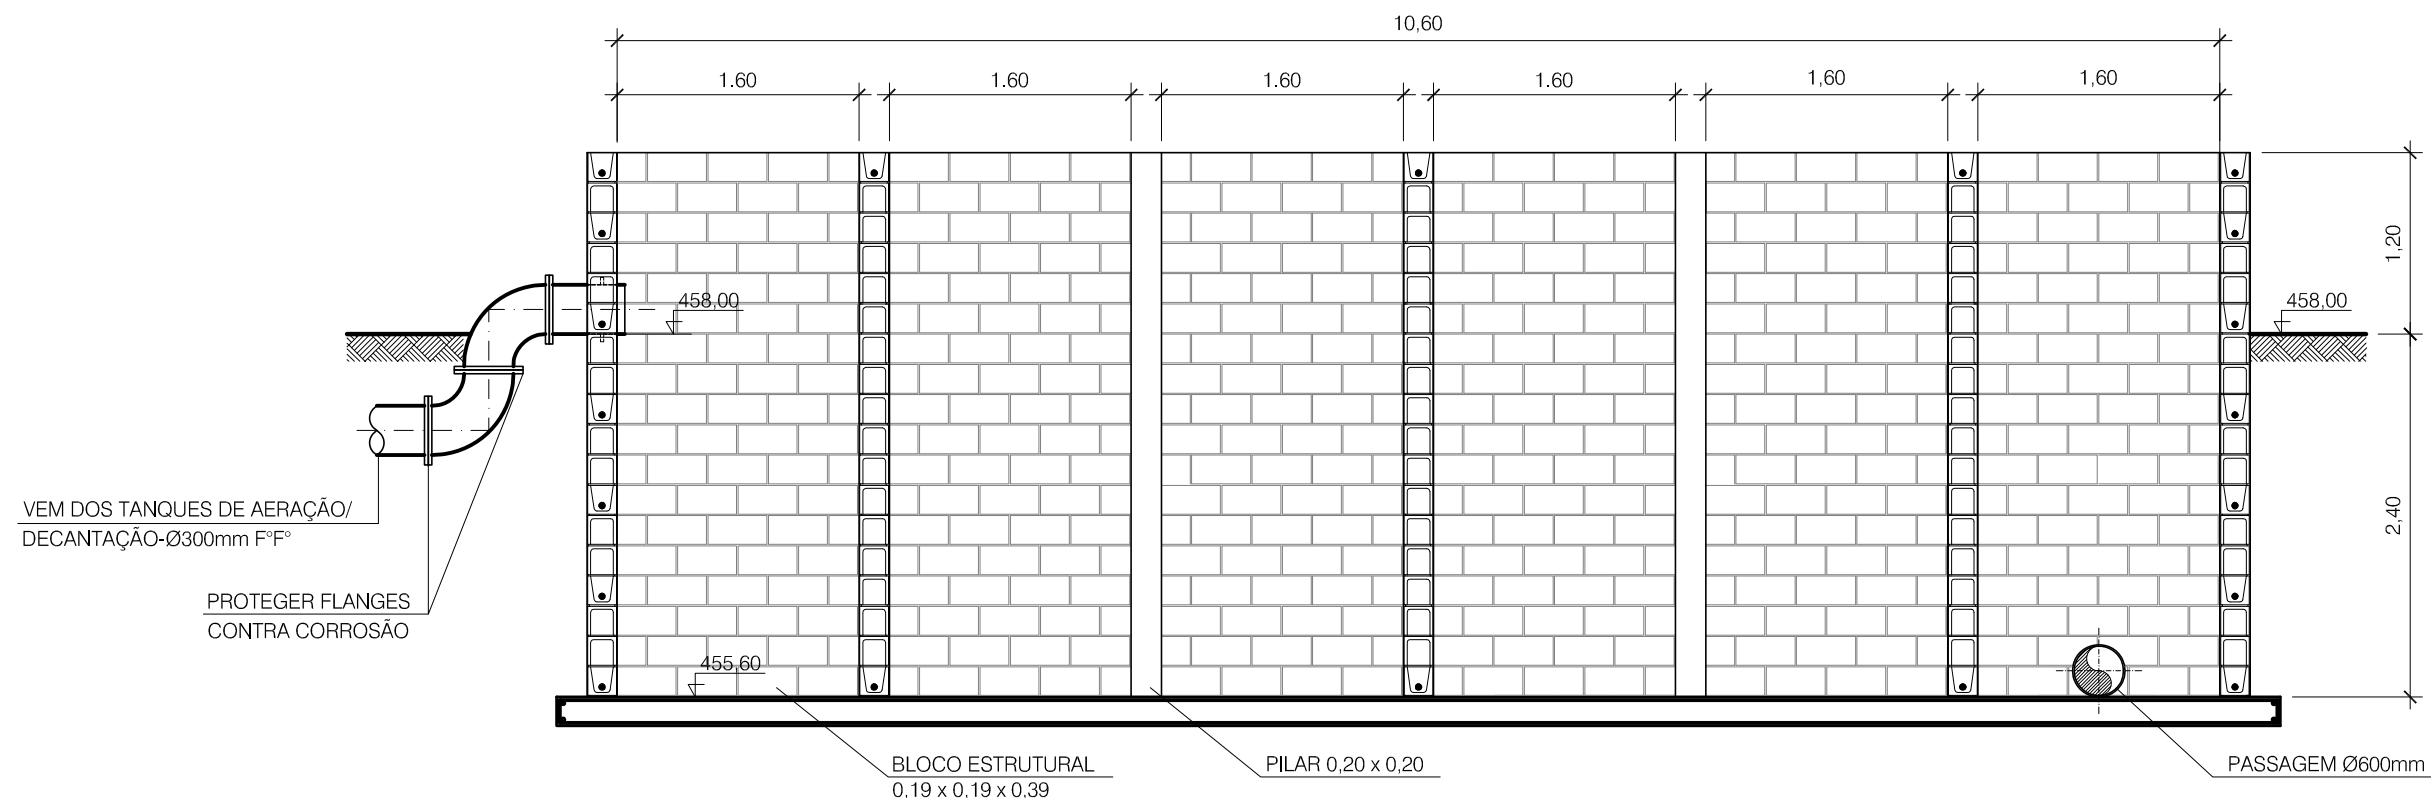 10,60
1.60
1.60
1.60
1.60
1,60
1,60
1,20
458,00
458,00
2,40
VEM DOS TANQUES DE AERAÇÃO/
DECANTAÇÃO-Ø300mm F°F°
PROTEGER FLANGES
CONTRA CORROSÃO
455,60
BLOCO ESTRUTURAL
0,19 x 0,19 x 0,39
PILAR 0,20 x 0,20
PASSAGEM Ø600mm